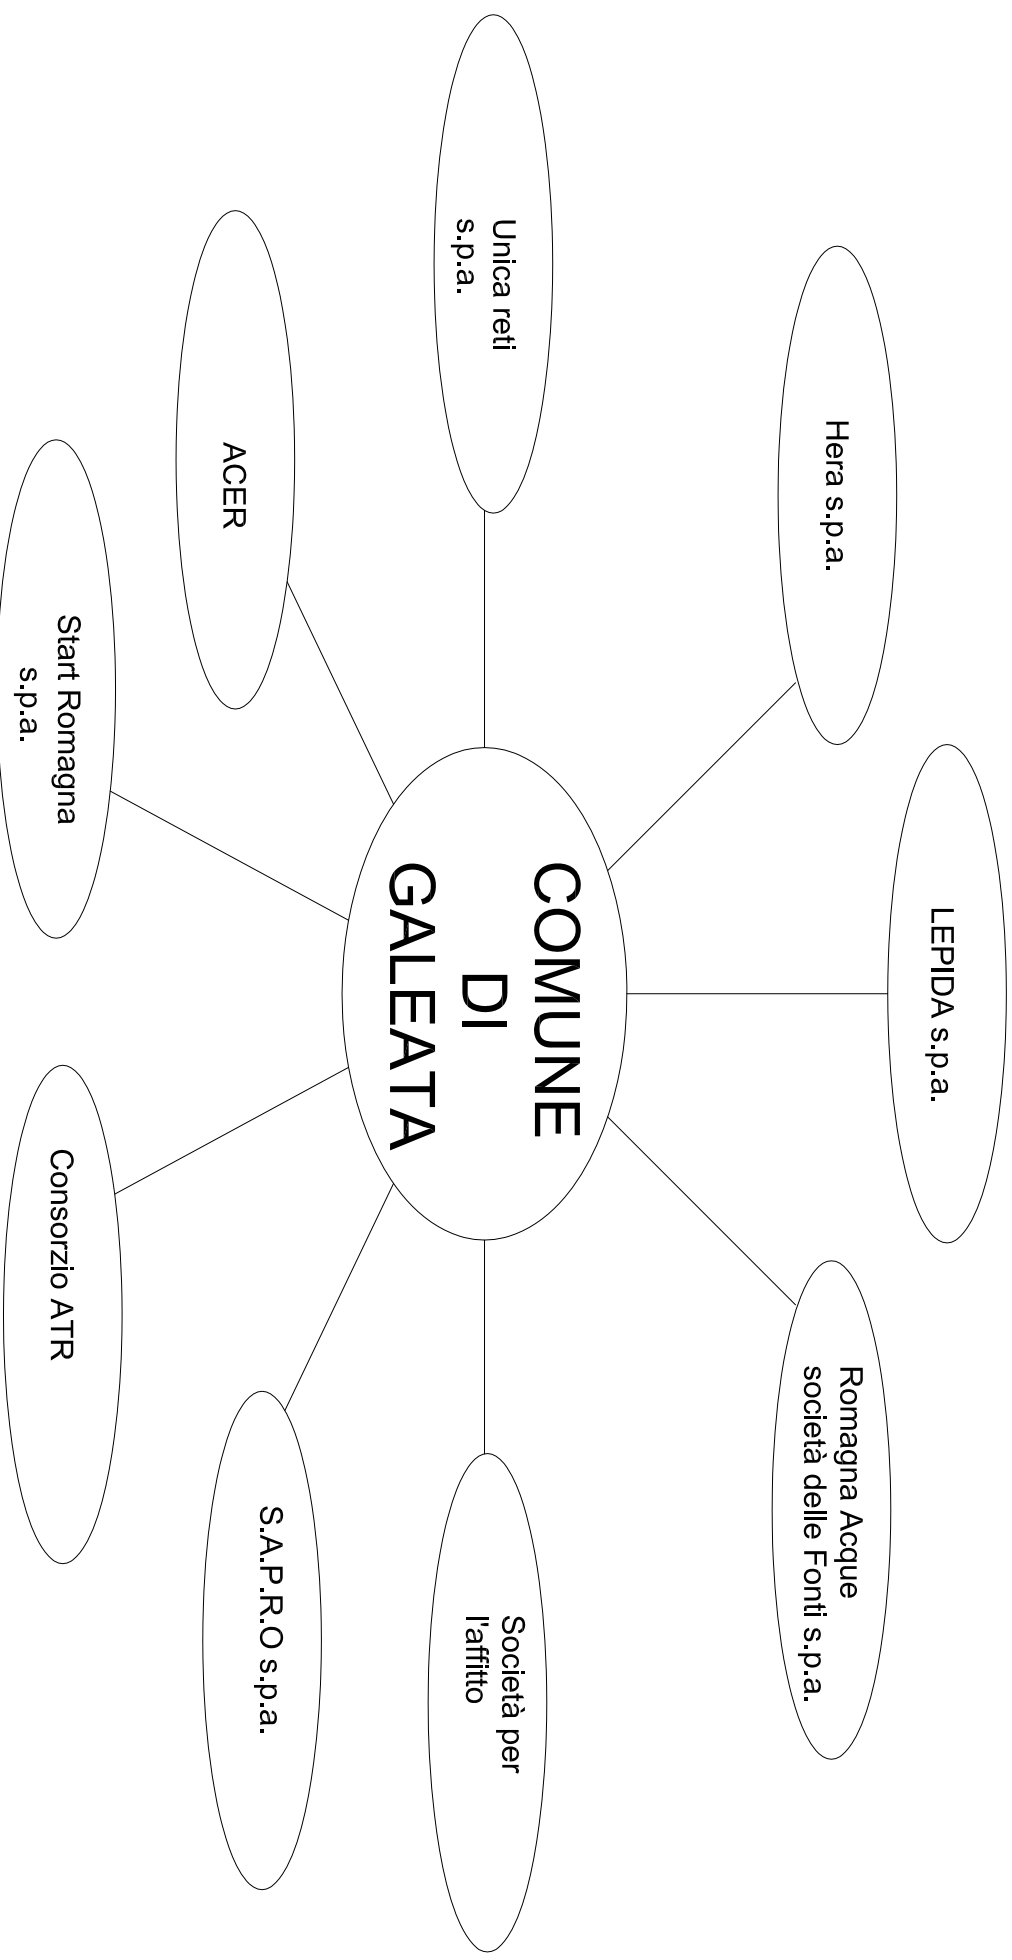 LEPIDA s.p.a.
Hera s.p.a.
Romagna Acque
società delle Fonti s.p.a.
Unica reti
s.p.a.
COMUNE
DI
GALEATA
Società per
l'affitto
ACER
S.A.P.R.O s.p.a.
Start Romagna
s.p.a.
Consorzio ATR